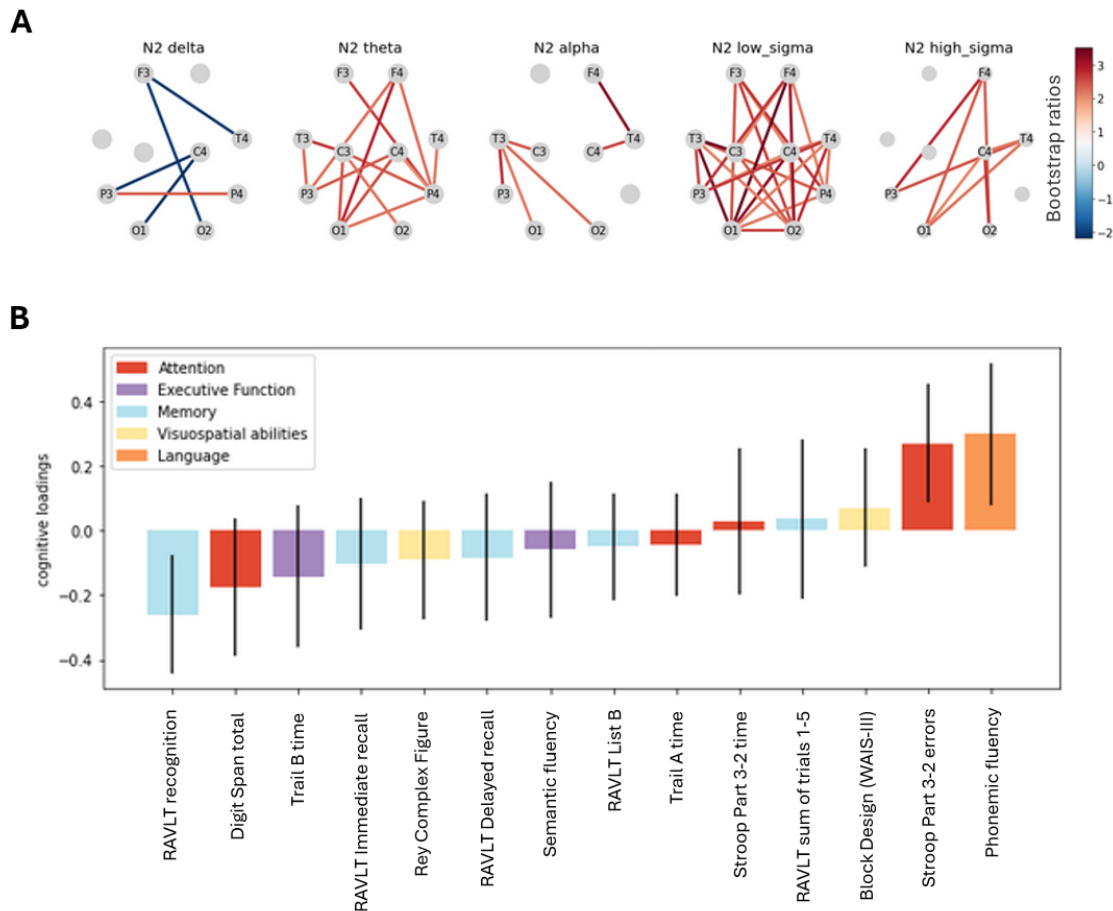 A
N2 delta
N2 theta
N2 alpha
N2 low_sigma
N2 high_sigma
F3
T4
C4
P3
P4
O1
O2
F3
F4
T3
C3
C4
T4
P3
P4
O1
O2
F4
T3
C3
C4
T4
P3
O1
O2
F3
F4
T3
C3
C4
T4
P3
P4
O1
O2
F4
C4
T4
P3
O1
O2
3
2
1
0
−1
−2
Bootstrap ratios
B
Attention
Executive Function
Memory
Visuospatial abilities
Language
cognitive loadings
0.4
0.2
0.0
−0.2
−0.4
RAVLT recognition
Digit Span total
Trail B time
RAVLT Immediate recall
Rey Complex Figure
RAVLT Delayed recall
Semantic fluency
RAVLT List B
Trail A time
Stroop Part 3-2 time
RAVLT sum of trials 1-5
Block Design (WAIS-III)
Stroop Part 3-2 errors
Phonemic fluency